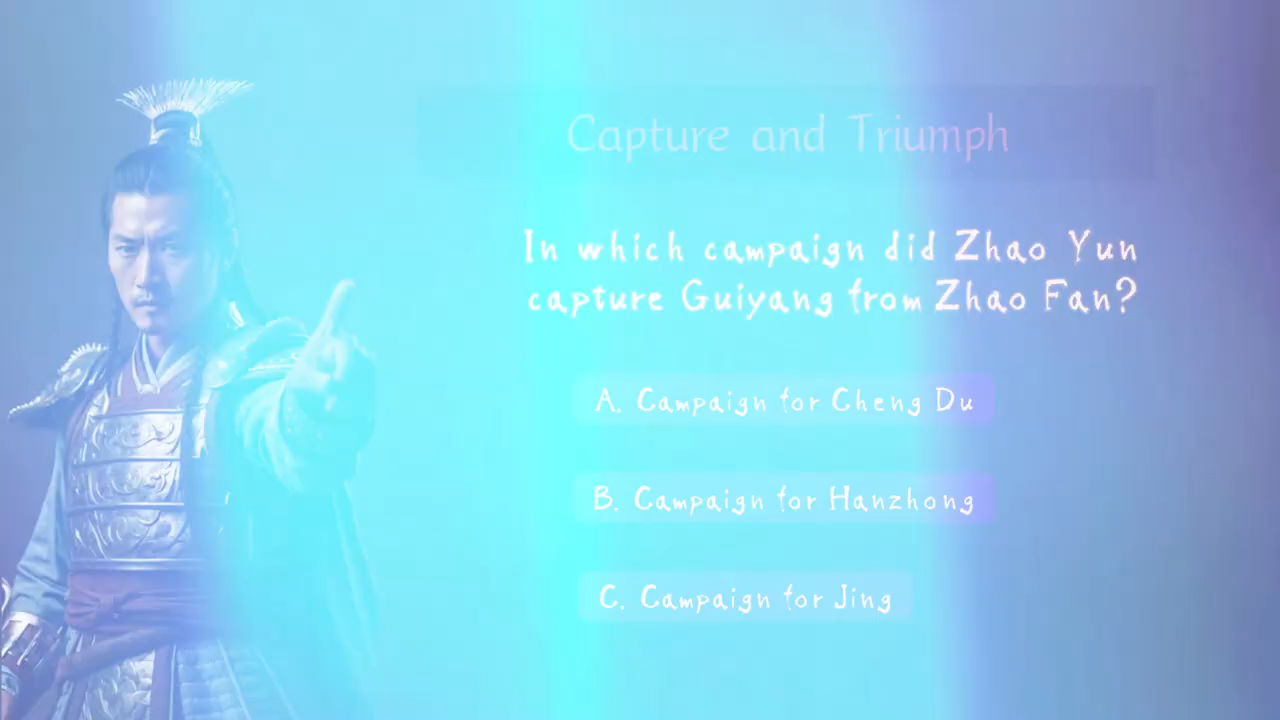 Capture and Triumph
In which campaign did Zhao Yun
capture Guiyang from Zhao Fan?
A. Campaign for Cheng Du
B. Campaign for Hanzhong
C. Campaign for Jing